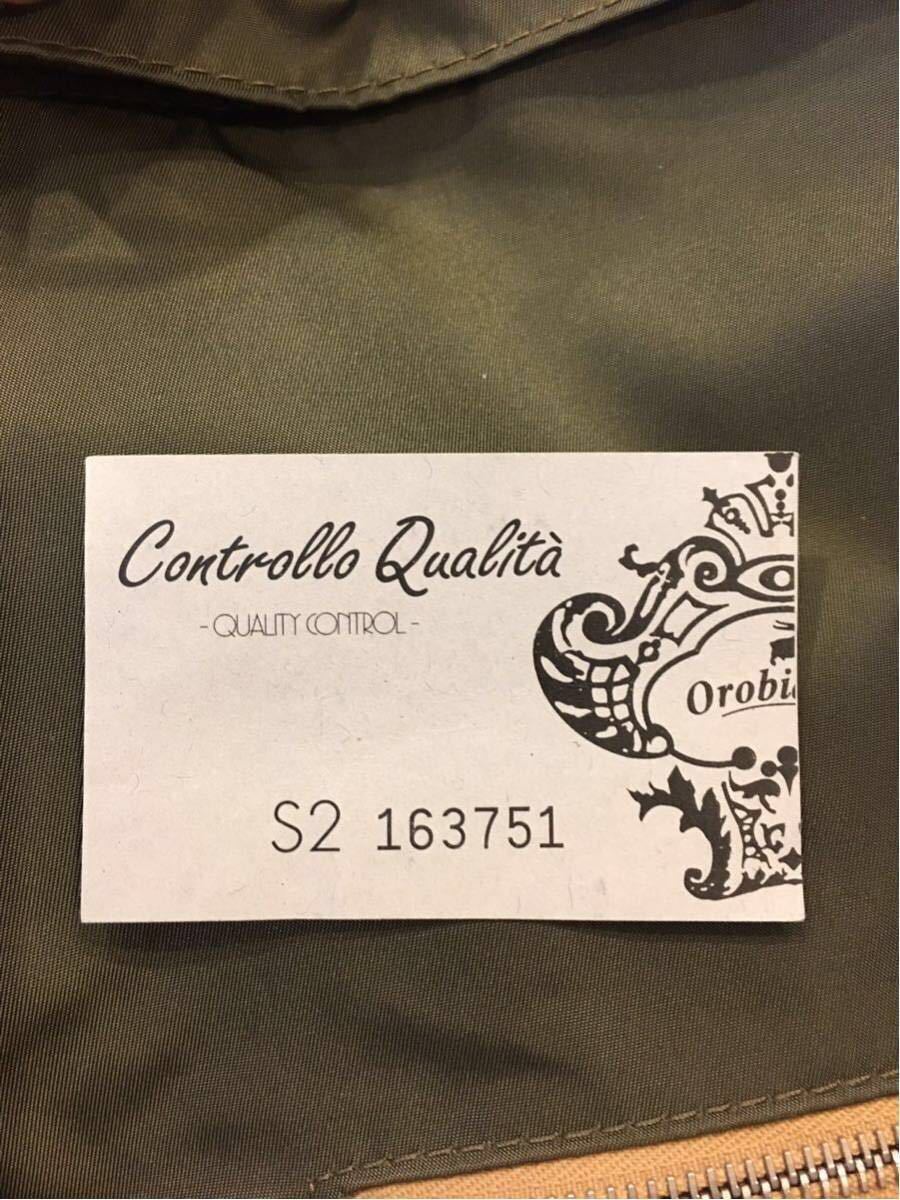 Controllo Qualità
- QUALITY CONTROL -
Orobi
S2 163751